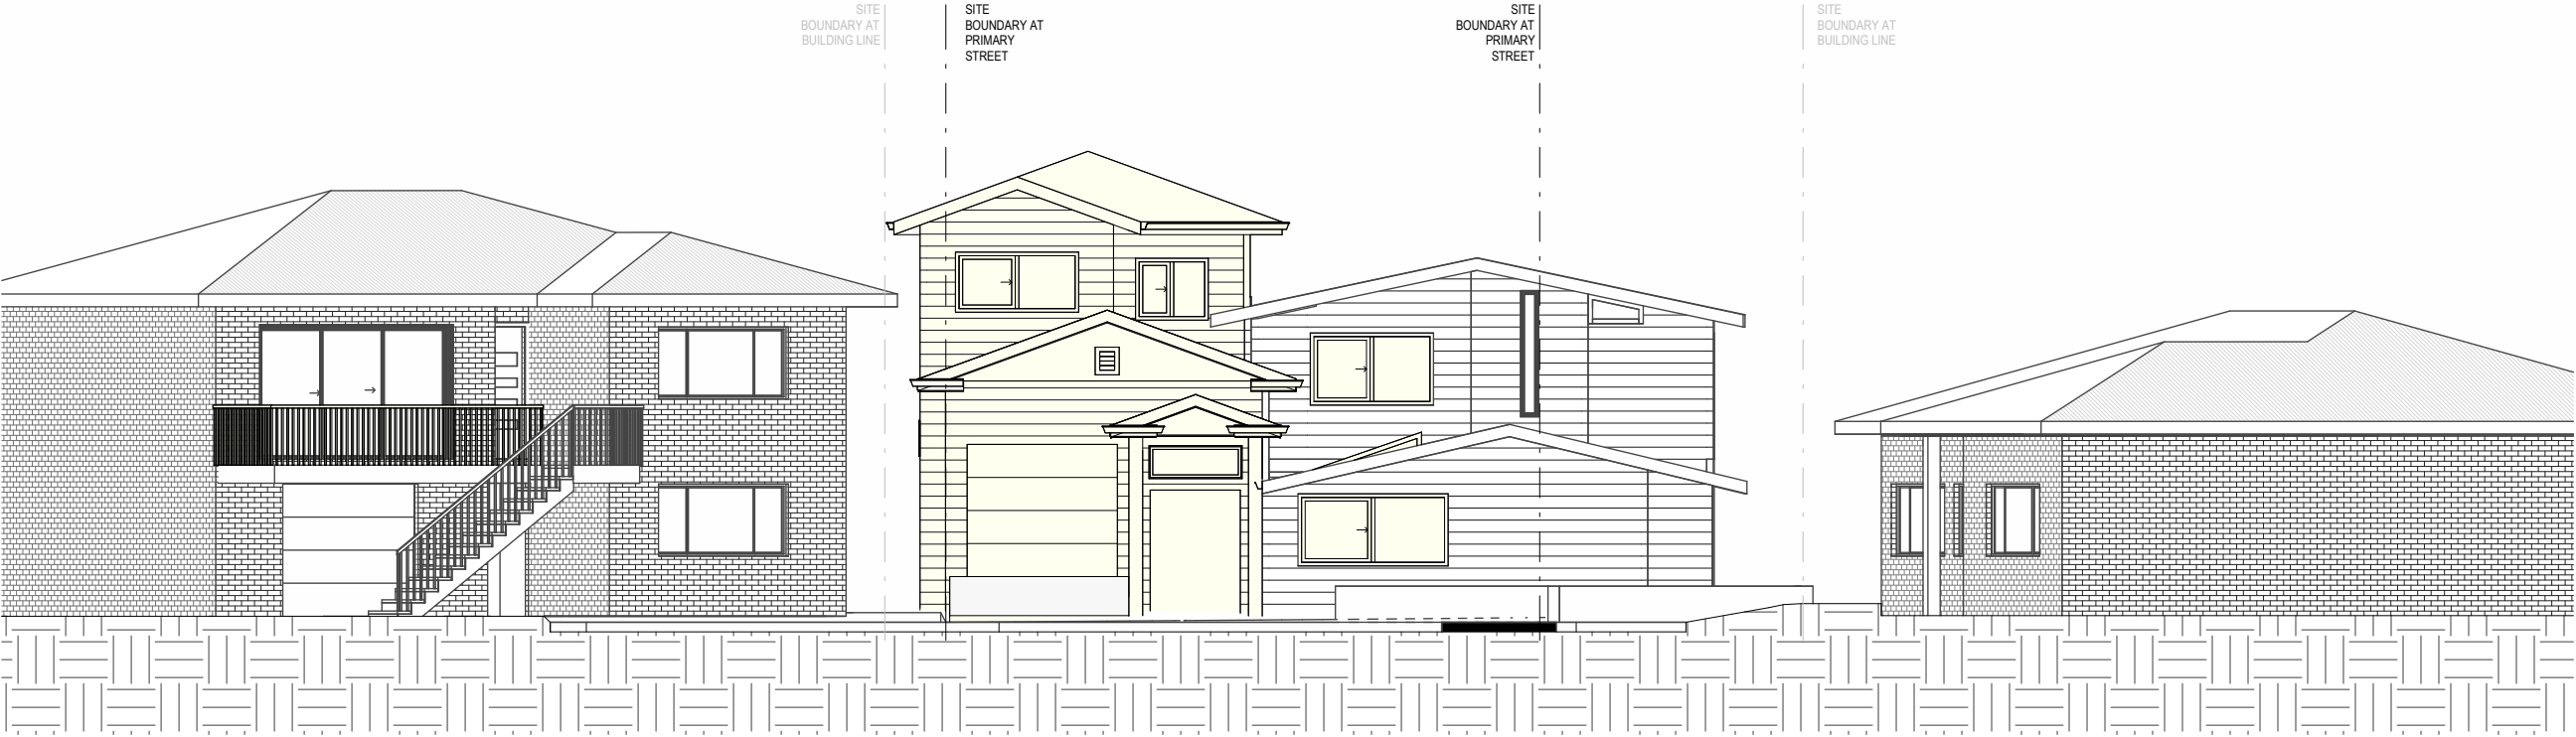 SITE
BOUNDARY AT
BUILDING LINE
SITE
BOUNDARY AT
PRIMARY
STREET
SITE
BOUNDARY AT
PRIMARY
STREET
SITE
BOUNDARY AT
BUILDING LINE